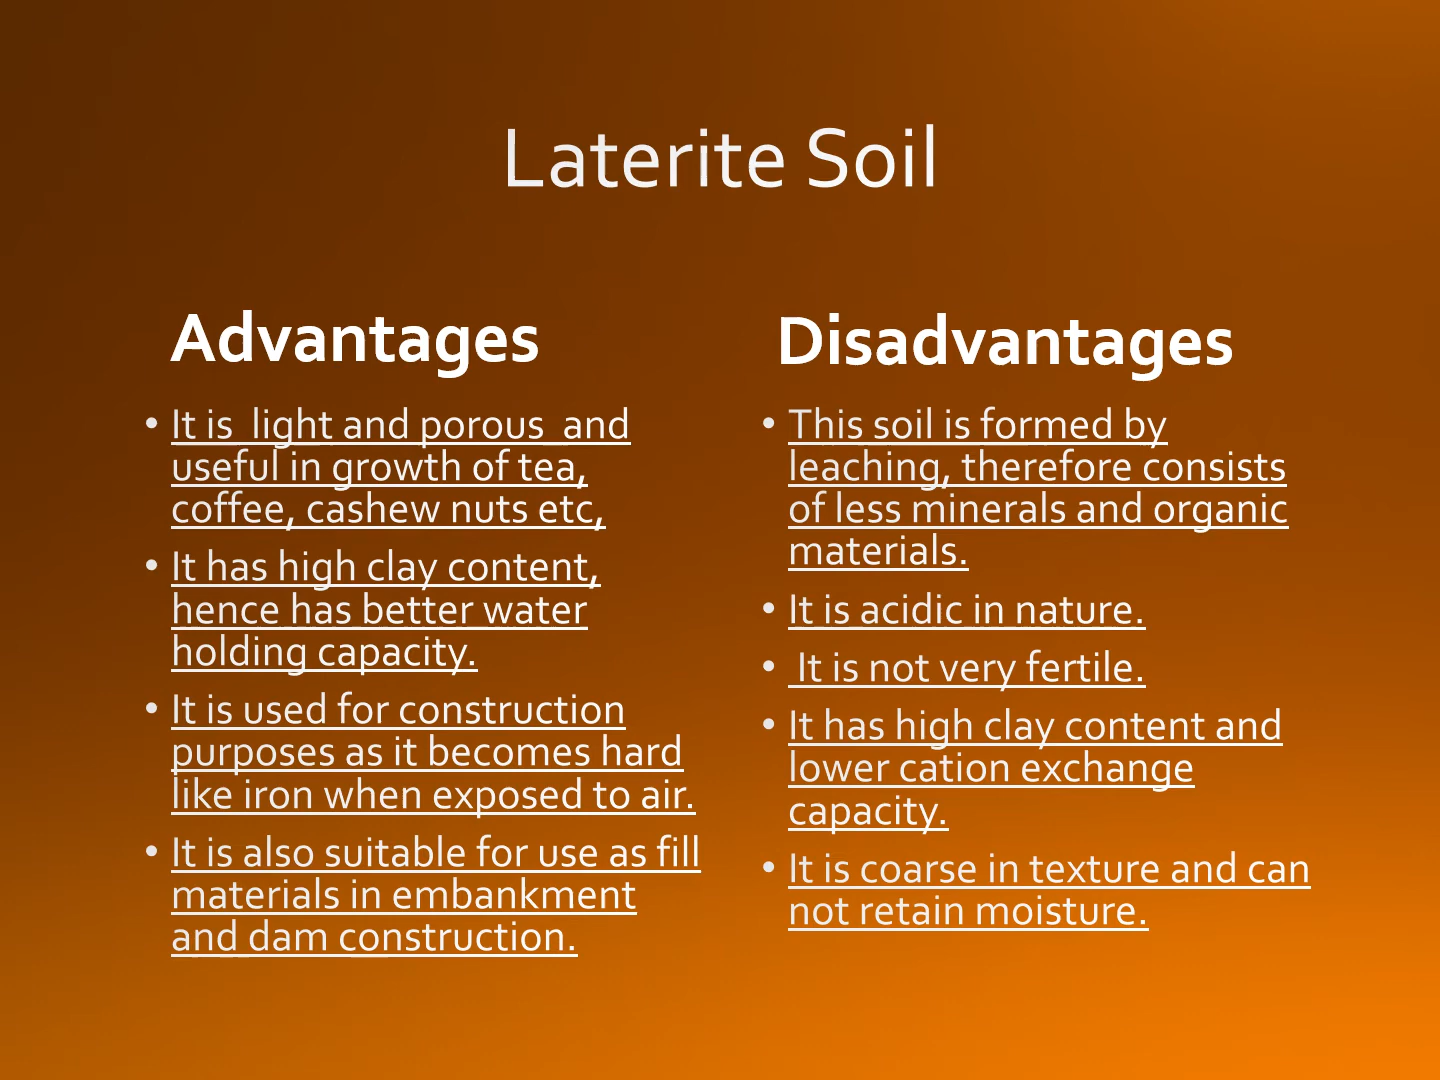 Laterite Soil
Advantages
• It is  light and porous  and
useful in growth of tea,
coffee, cashew nuts etc,
• It has high clay content,
hence has better water
holding capacity.
• It is used for construction
purposes as it becomes hard
like iron when exposed to air.
• It is also suitable for use as fill
materials in embankment
and dam construction.
Disadvantages
• This soil is formed by
leaching, therefore consists
of less minerals and organic
materials.
• It is acidic in nature.
•  It is not very fertile.
• It has high clay content and
lower cation exchange
capacity.
• It is coarse in texture and can
not retain moisture.